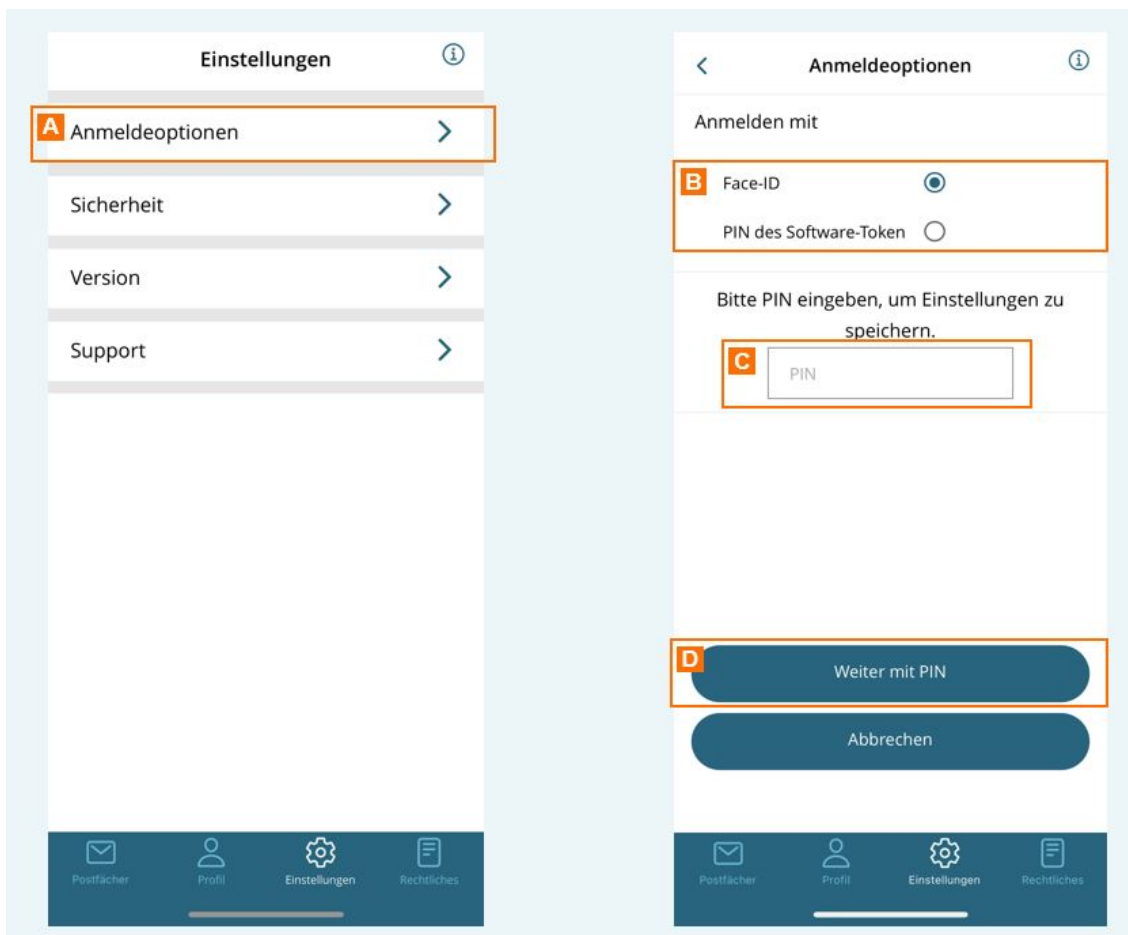 Einstellungen
A Anmeldeoptionen
Sicherheit
Version
Support
Postfächer Profil Einstellungen Rechtliches
Anmeldeoptionen
Anmelden mit
B Face-ID
PIN des Software-Token
Bitte PIN eingeben, um Einstellungen zu
speichern.
C PIN
D Weiter mit PIN
Abbrechen
Postfächer Profil Einstellungen Rechtliches